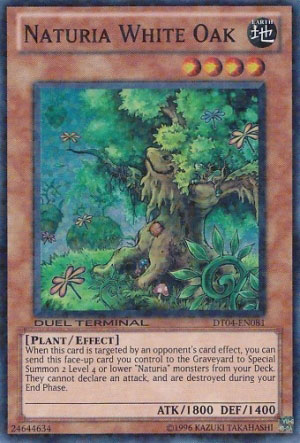 NATURIA WHITE OAK
EARTH
地
DUEL TERMINAL
DT04-EN081
[PLANT / EFFECT]
When this card is targeted by an opponent's card effect, you can
send this face-up card you control to the Graveyard to Special
Summon 2 Level 4 or lower "Naturia" monsters from your Deck.
They cannot declare an attack, and are destroyed during your
End Phase.
ATK/1800 DEF/1400
24644634
©1996 KAZUKI TAKAHASHI